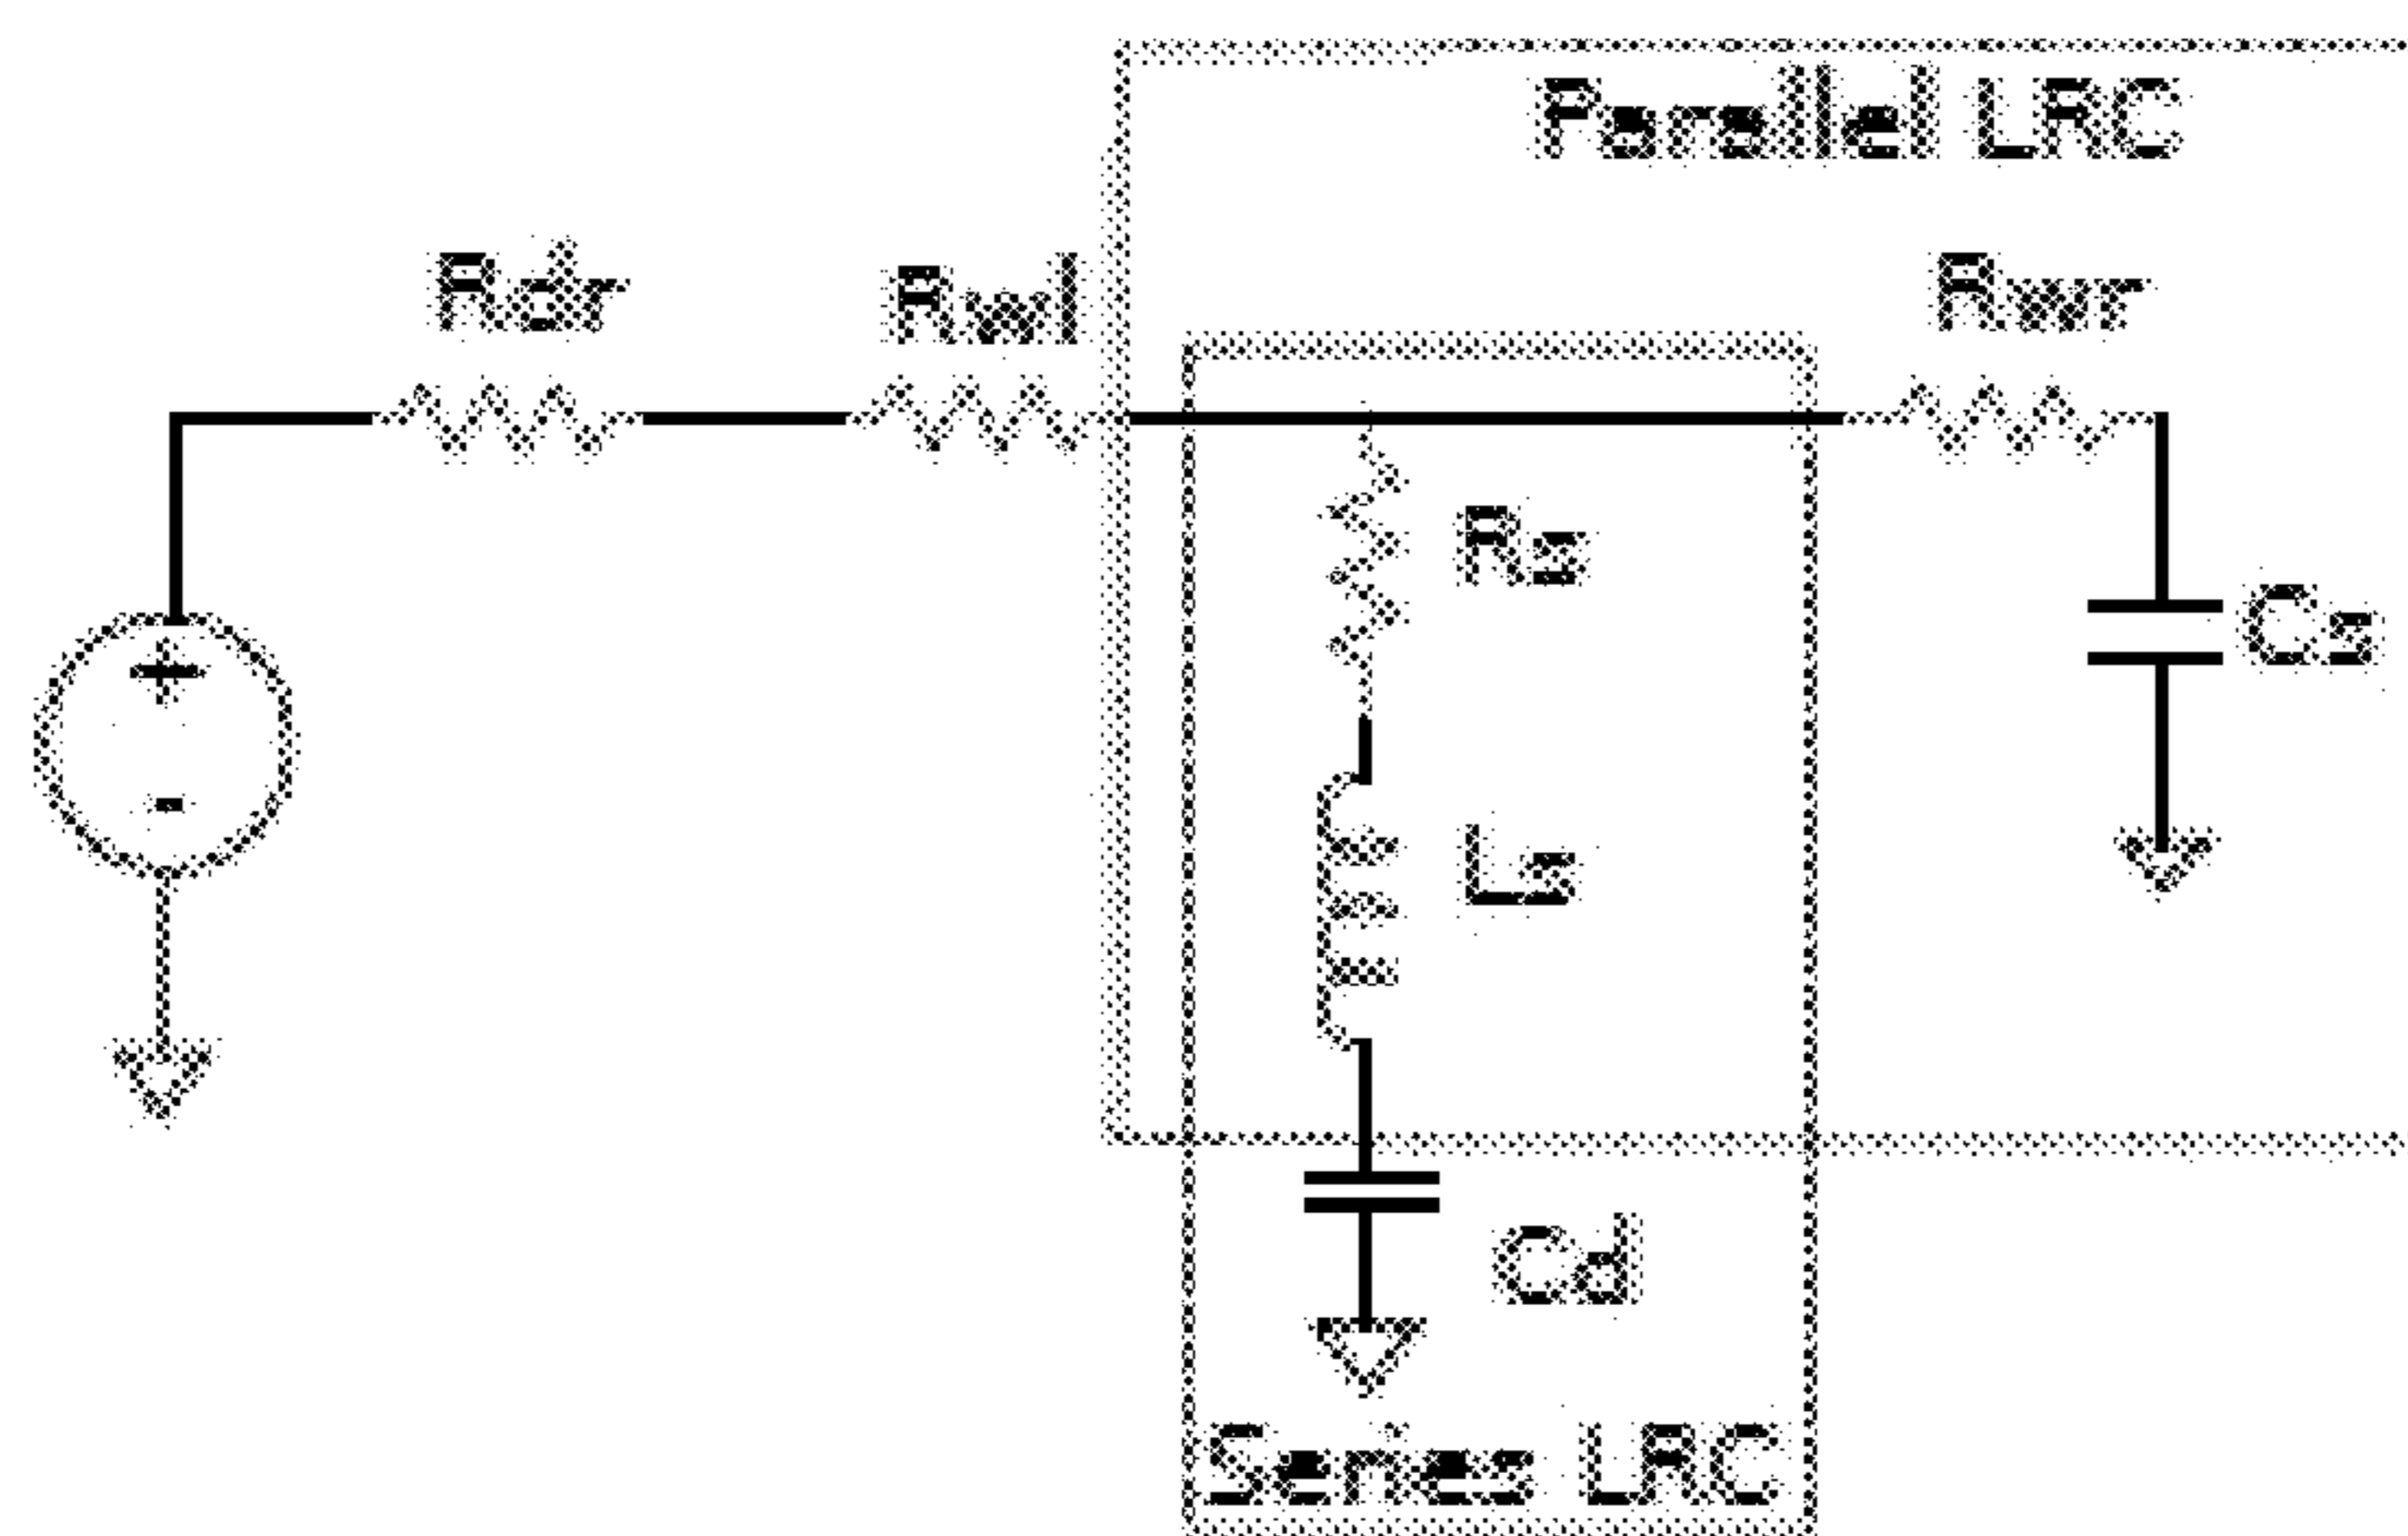 Parallel LRC
Rdr
Rwl
Rwr
Rs
Cs
+
-
Ls
Cd
Series LRC